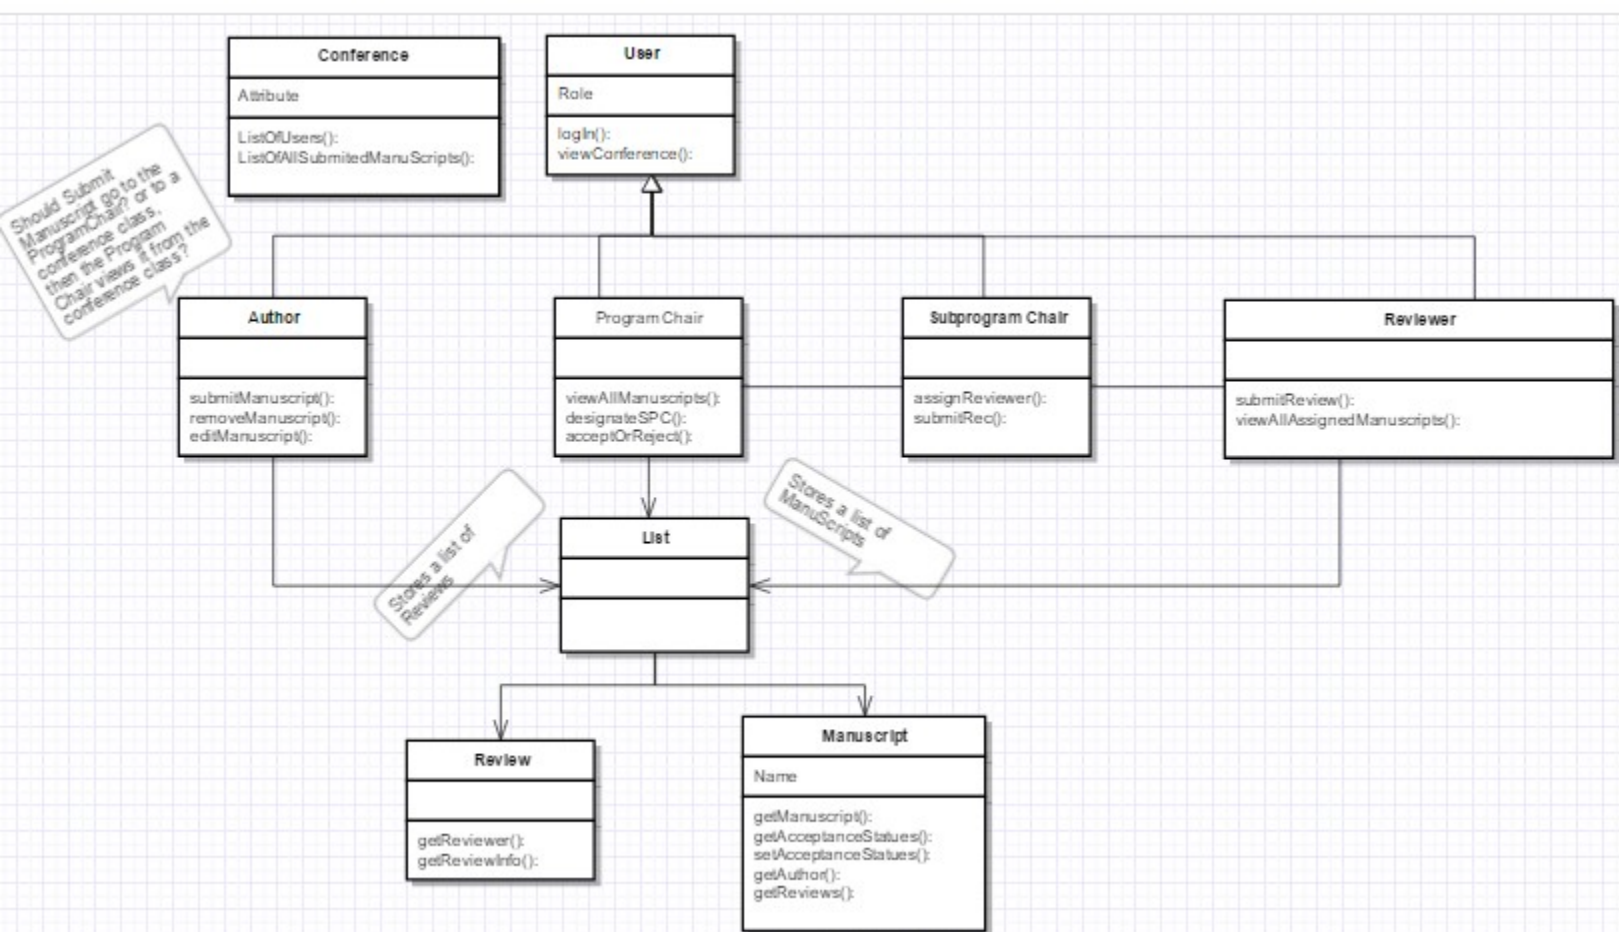 Conference
Attribute
ListOfUsers():
ListOfAllSubmitedManuScripts():
User
Role
logIn():
viewConference():
Should Submit
Manuscript go to the
ProgramChair? or to a
conference class,
then the Program
Chair views it from the
conference class?
Author
submitManuscript():
removeManuscript():
editManuscript():
Program Chair
viewAllManuscripts():
designateSPC():
acceptOrReject():
Subprogram Chair
assignReviewer():
submitRec():
Reviewer
submitReview():
viewAllAssignedManuscripts():
Stores a list of
Reviews
List
Stores a list of
ManuScripts
Review
getReviewer():
getReviewInfo():
Manuscript
Name
getManuscript():
getAcceptanceStatues():
setAcceptanceStatues():
getAuthor():
getReviews():